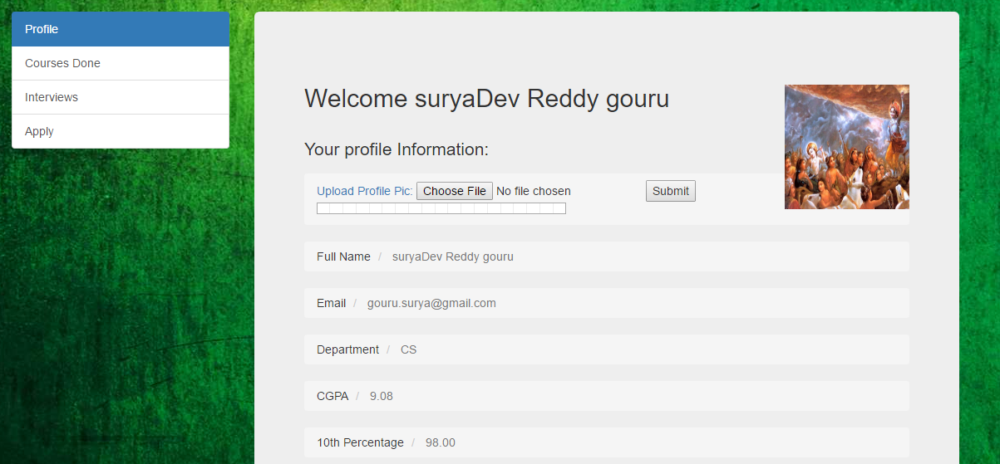 Profile
Courses Done
Interviews
Apply
Welcome suryaDev Reddy gouru
Your profile Information:
Upload Profile Pic: Choose File No file chosen Submit
Full Name / suryaDev Reddy gouru
Email / gouru.surya@gmail.com
Department / CS
CGPA / 9.08
10th Percentage / 98.00